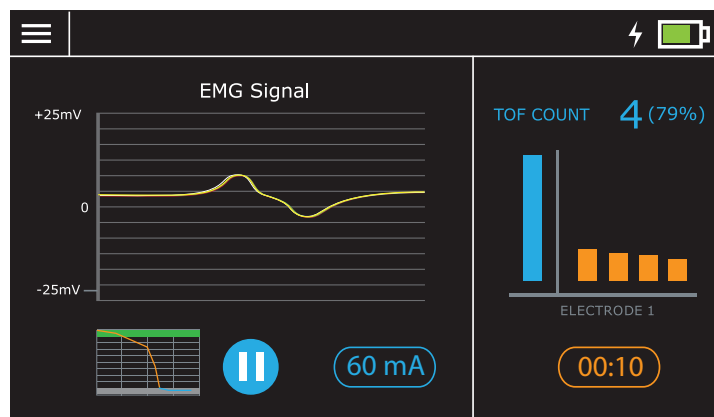 EMG Signal
+25mV
0
-25mV
60 mA
TOF COUNT 4 (79%)
ELECTRODE 1
00:10